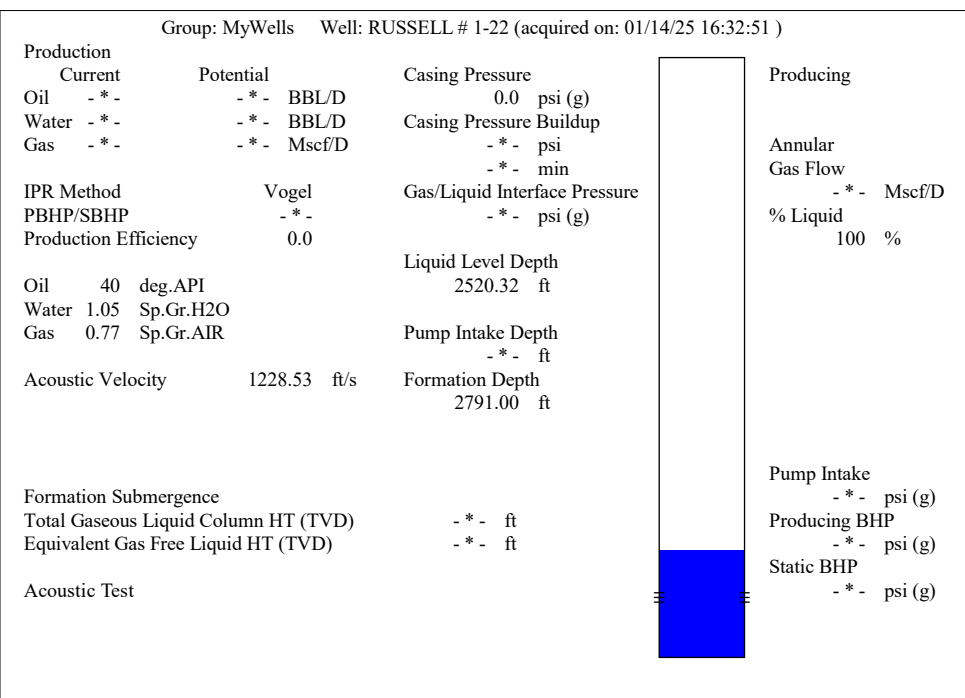 Group: MyWells Well: RUSSELL # 1-22 (acquired on: 01/14/25 16:32:51 )
Production
Current Potential
Oil - * - - * - BBL/D
Water - * - - * - BBL/D
Gas - * - - * - Mscf/D
IPR Method Vogel
PBHP/SBHP - * -
Production Efficiency 0.0
Oil 40 deg.API
Water 1.05 Sp.Gr.H2O
Gas 0.77 Sp.Gr.AIR
Acoustic Velocity 1228.53 ft/s
Formation Submergence
Total Gaseous Liquid Column HT (TVD) - * - ft
Equivalent Gas Free Liquid HT (TVD) - * - ft
Acoustic Test
Casing Pressure
0.0 psi (g)
Casing Pressure Buildup
- * - psi
- * - min
Gas/Liquid Interface Pressure
- * - psi (g)
Liquid Level Depth
2520.32 ft
Pump Intake Depth
- * - ft
Formation Depth
2791.00 ft
Producing
Annular
Gas Flow
- * - Mscf/D
% Liquid
100 %
Pump Intake
- * - psi (g)
Producing BHP
- * - psi (g)
Static BHP
- * - psi (g)